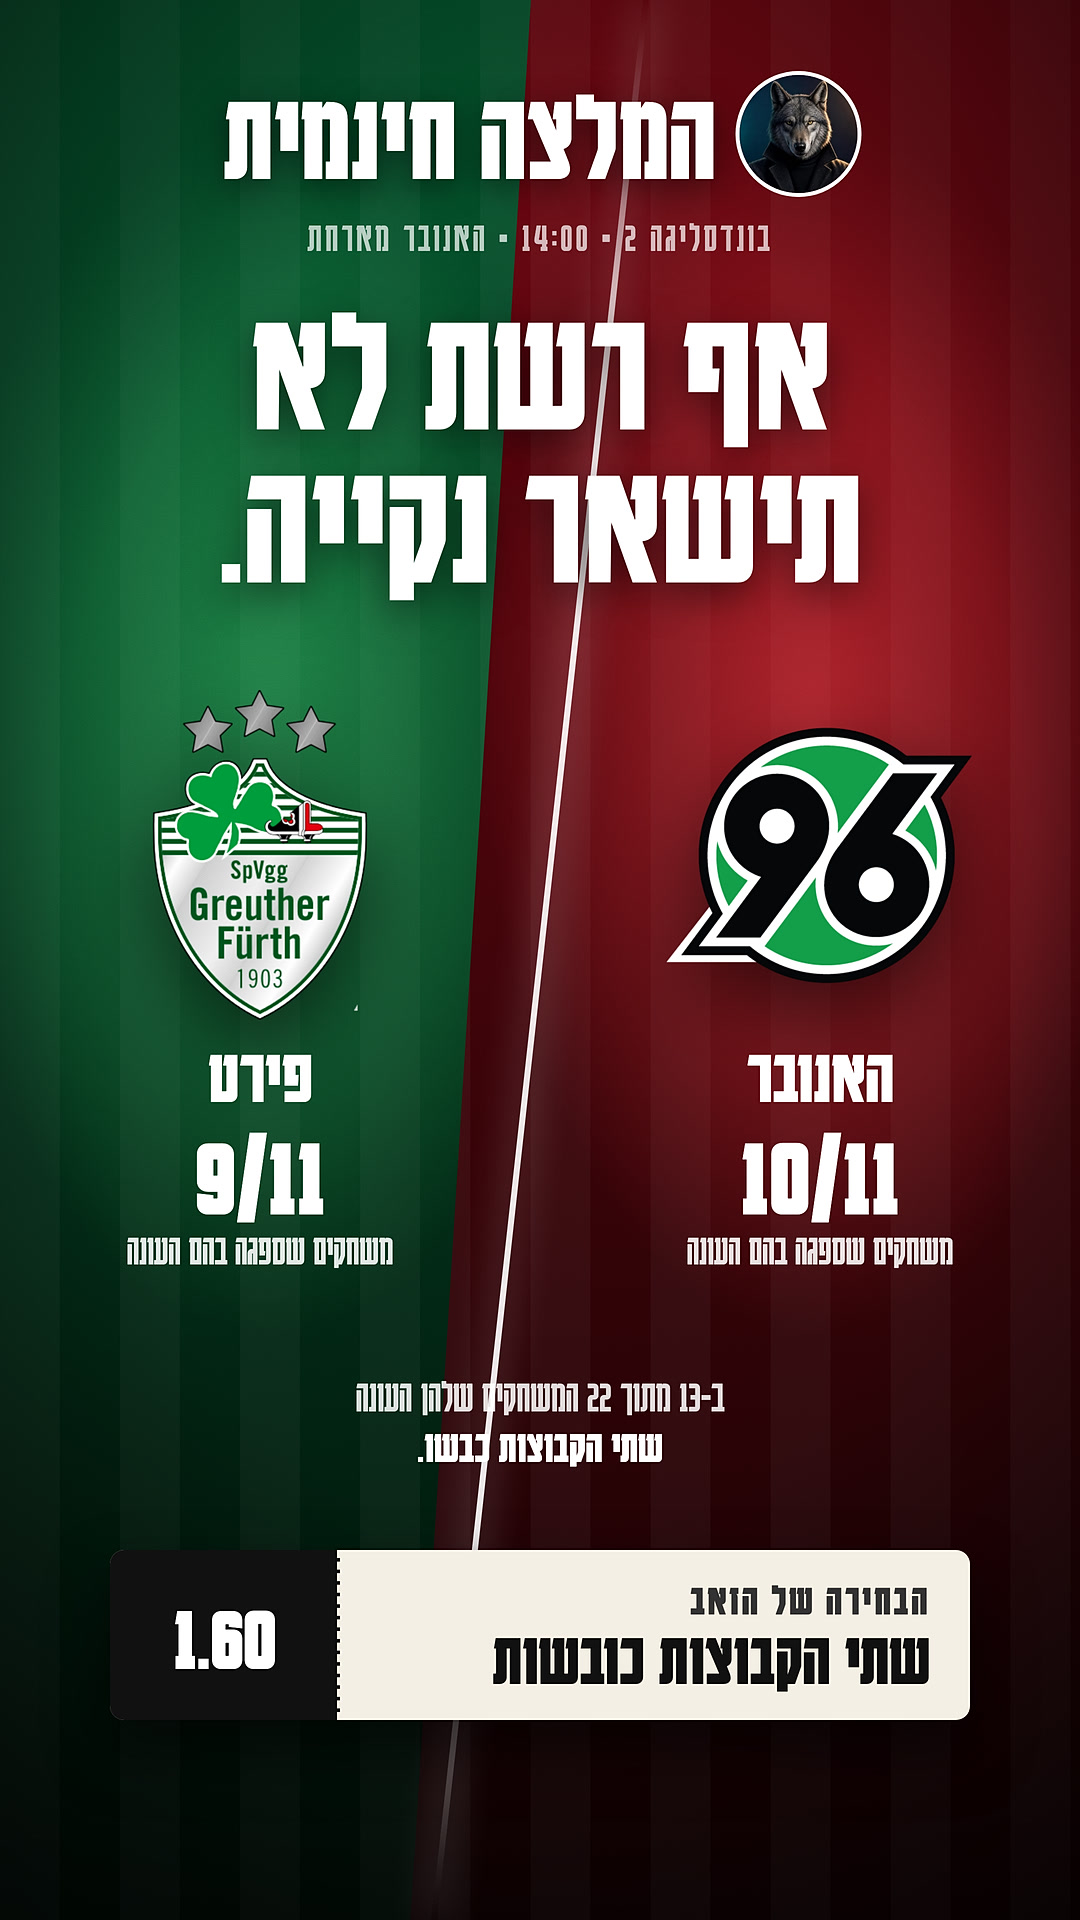 המלצה חינמית
בונדסליגה 2 • 14:00 • האנובר מארחת
אף רשת לא
תישאר נקייה.
96
האנובר
10/11
משחקים שספגה בהם העונה
SpVgg
Greuther
Fürth
1903
פירט
9/11
משחקים שספגה בהם העונה
ב-13 מתוך 22 המשחקים שלהן העונה
שתי הקבוצות כבשו.
הבחירה של הזאב
שתי הקבוצות כובשות
1.60